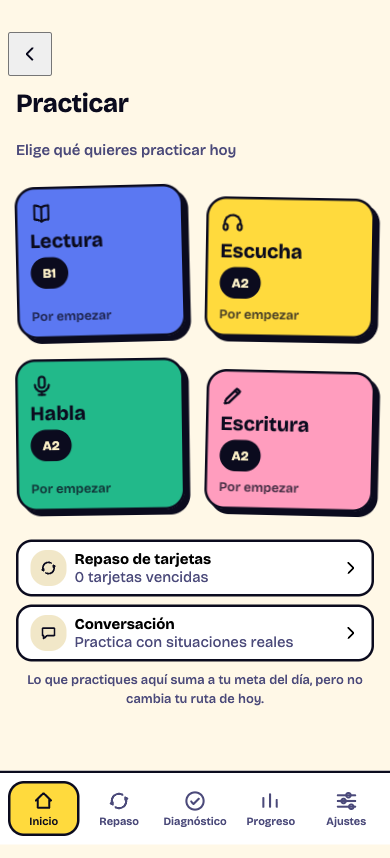 Practicar
Elige qué quieres practicar hoy
Lectura
B1
Por empezar
Escucha
A2
Por empezar
Habla
A2
Por empezar
Escritura
A2
Por empezar
Repaso de tarjetas
0 tarjetas vencidas
Conversación
Practica con situaciones reales
Lo que practiques aquí suma a tu meta del día, pero no
cambia tu ruta de hoy.
Inicio
Repaso
Diagnóstico
Progreso
Ajustes